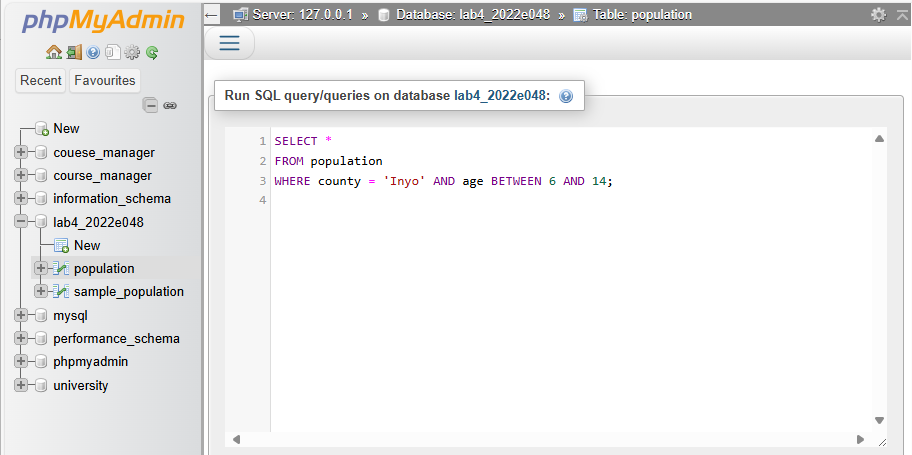 phpMyAdmin
Recent Favourites
New
couese_manager
course_manager
information_schema
lab4_2022e048
New
population
sample_population
mysql
performance_schema
phpmyadmin
university
Server: 127.0.0.1 » Database: lab4_2022e048 » Table: population
Run SQL query/queries on database lab4_2022e048:
1 SELECT *
2 FROM population
3 WHERE county = 'Inyo' AND age BETWEEN 6 AND 14;
4